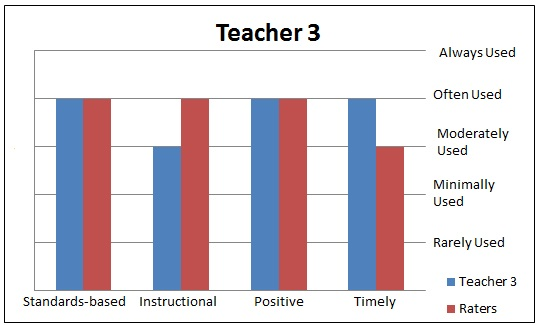 Teacher 3
Always Used
Often Used
Moderately
Used
Minimally
Used
Rarely Used
Teacher 3
Raters
Standards-based Instructional Positive Timely